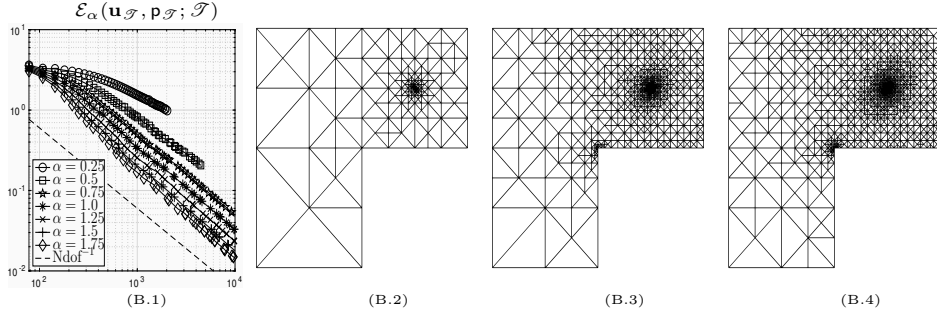 ℰ_α(𝐮_𝒯, p_𝒯; 𝒯)
10^1
10^0
10^-1
10^-2
α = 0.25
α = 0.5
α = 0.75
α = 1.0
α = 1.25
α = 1.5
α = 1.75
Ndof^-1
10^2 10^3 10^4
(B.1) (B.2) (B.3) (B.4)